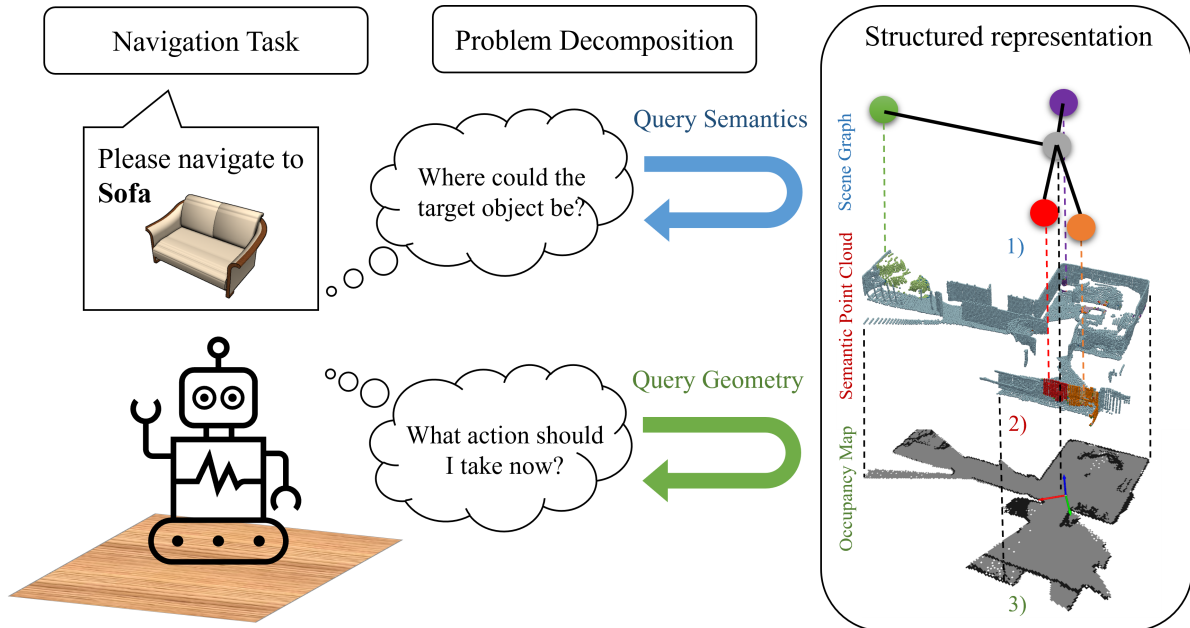 Navigation Task
Problem Decomposition
Structured representation
Please navigate to
Sofa
Where could the
target object be?
Query Semantics
What action should
I take now?
Query Geometry
Scene Graph
1)
Semantic Point Cloud
2)
Occupancy Map
3)